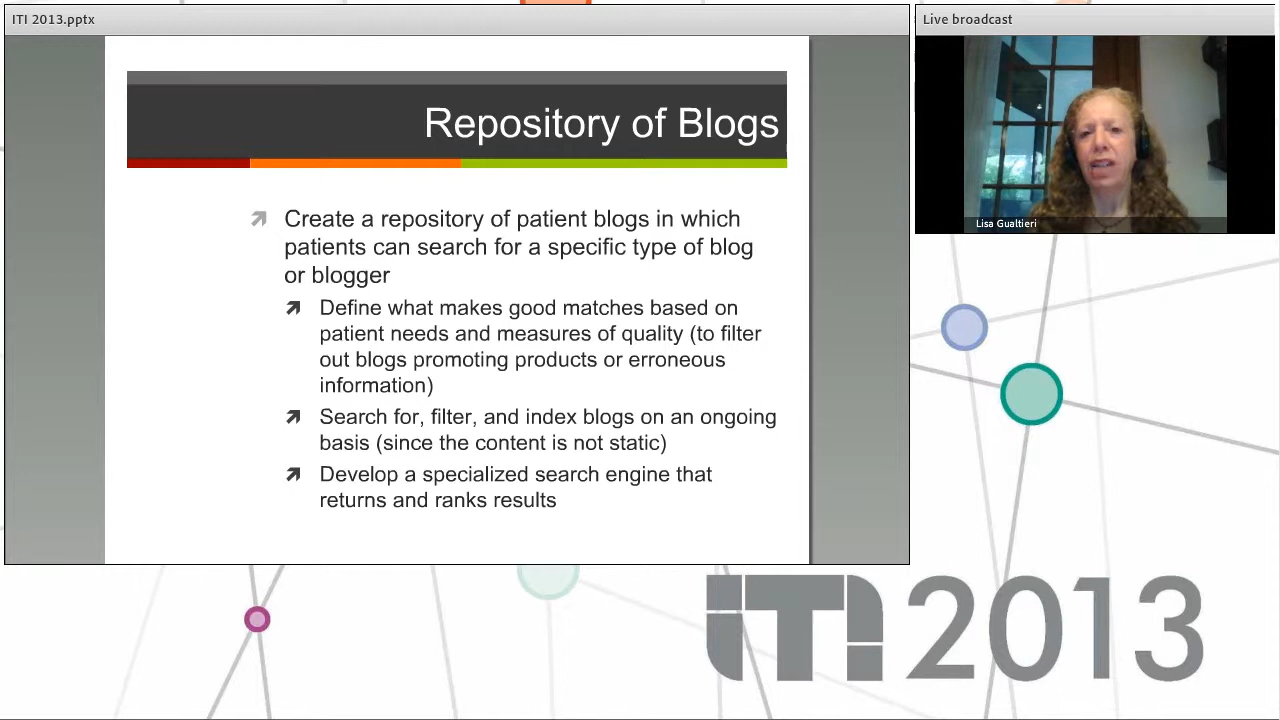 ITI 2013.pptx
Live broadcast
Repository of Blogs
Create a repository of patient blogs in which
patients can search for a specific type of blog
or blogger
Define what makes good matches based on
patient needs and measures of quality (to filter
out blogs promoting products or erroneous
information)
Search for, filter, and index blogs on an ongoing
basis (since the content is not static)
Develop a specialized search engine that
returns and ranks results
Lisa Gualtieri
iTi 2013